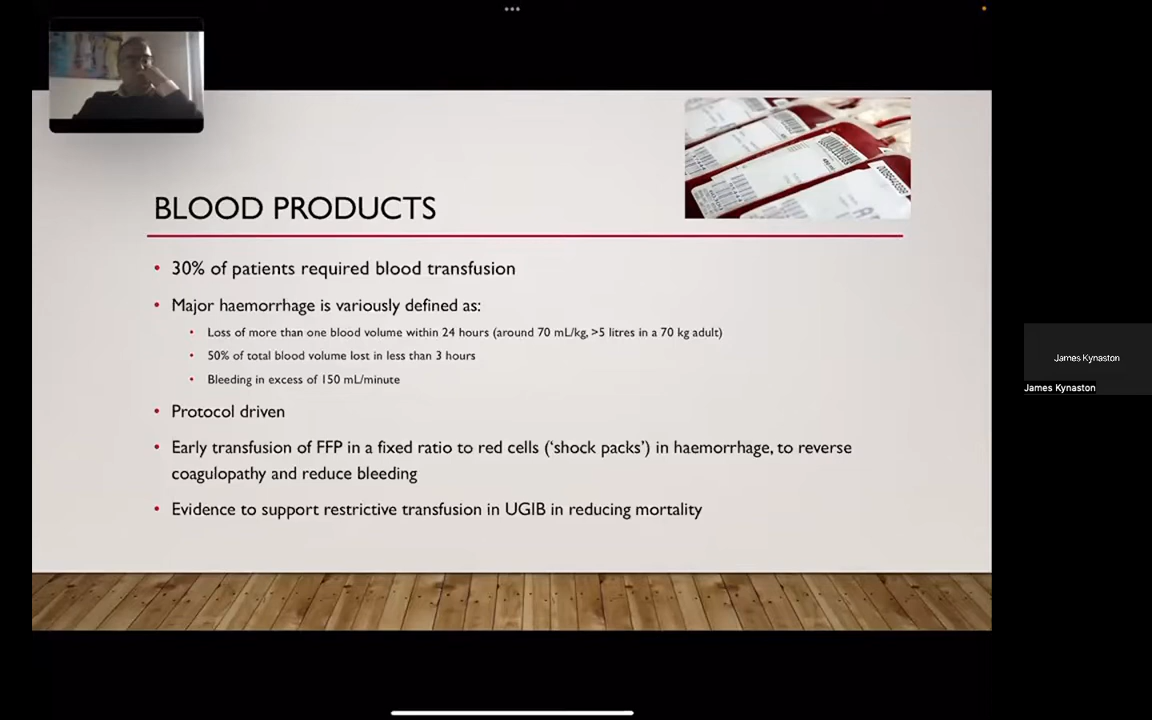 BLOOD PRODUCTS
• 30% of patients required blood transfusion
• Major haemorrhage is variously defined as:
• Loss of more than one blood volume within 24 hours (around 70 mL/kg, >5 litres in a 70 kg adult)
• 50% of total blood volume lost in less than 3 hours
• Bleeding in excess of 150 mL/minute
• Protocol driven
• Early transfusion of FFP in a fixed ratio to red cells (‘shock packs’) in haemorrhage, to reverse
coagulopathy and reduce bleeding
• Evidence to support restrictive transfusion in UGIB in reducing mortality
James Kynaston
James Kynaston